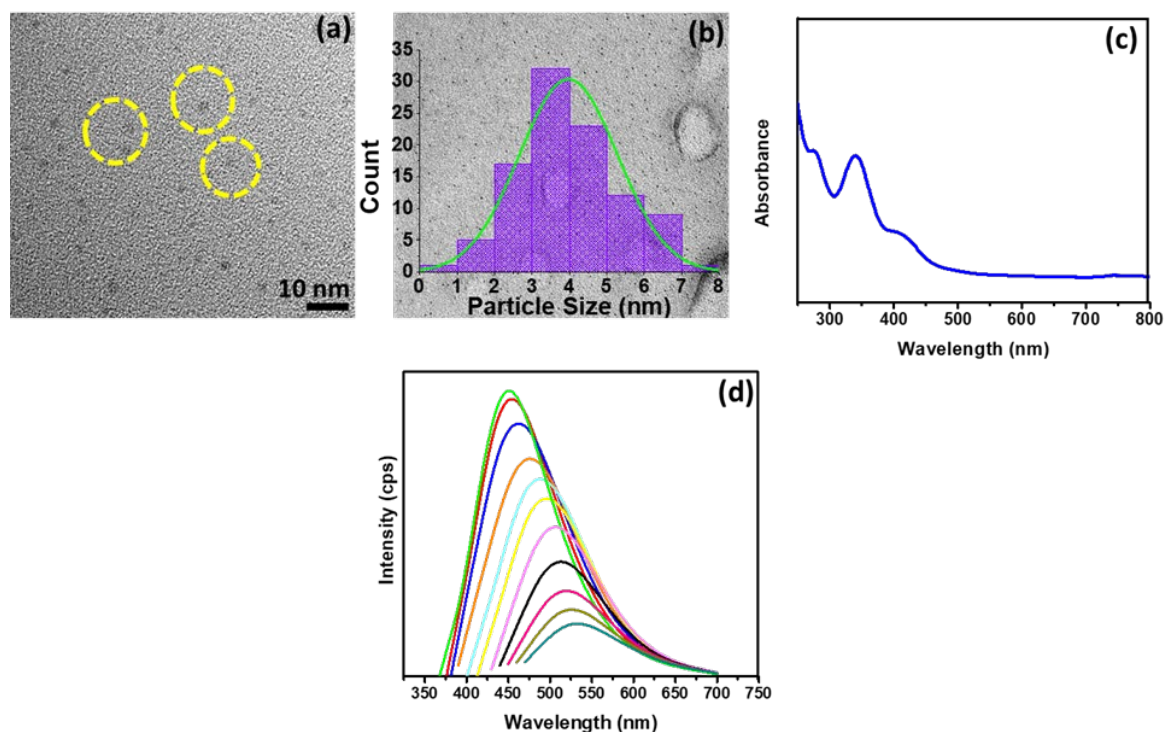 (a)
10 nm
(b)
35
30
25
20
15
10
5
0
Count
0 1 2 3 4 5 6 7 8
Particle Size (nm)
(c)
Absorbance
300 400 500 600 700 800
Wavelength (nm)
(d)
Intensity (cps)
350 400 450 500 550 600 650 700 750
Wavelength (nm)